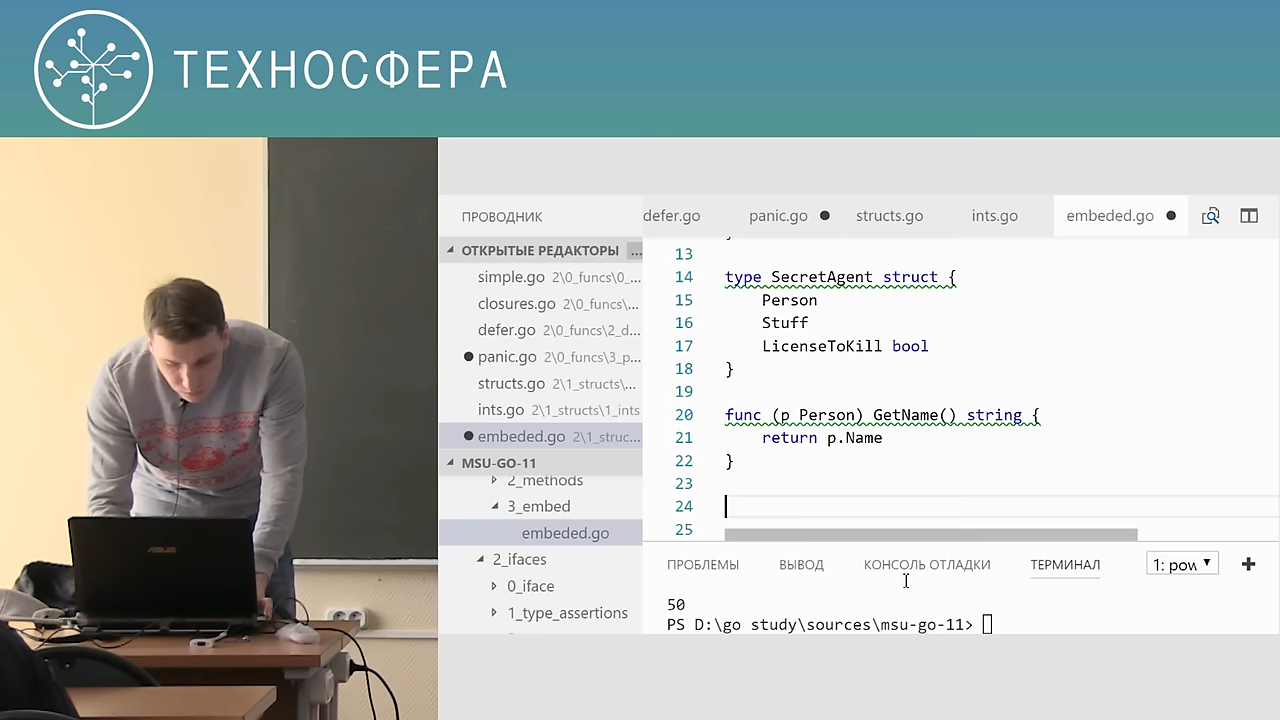 ТЕХНОСФЕРА
ПРОВОДНИК
ОТКРЫТЫЕ РЕДАКТОРЫ ...
simple.go 2\0_funcs\0_...
closures.go 2\0_funcs\...
defer.go 2\0_funcs\2_d...
panic.go 2\0_funcs\3_p...
structs.go 2\1_structs\...
ints.go 2\1_structs\1_ints
embeded.go 2\1_struc...
MSU-GO-11
2_methods
3_embed
embeded.go
2_ifaces
0_iface
1_type_assertions
defer.go panic.go structs.go ints.go embeded.go
13
14 type SecretAgent struct {
15 Person
16 Stuff
17 LicenseToKill bool
18 }
19
20 func (p Person) GetName() string {
21 return p.Name
22 }
23
24
25
ПРОБЛЕМЫ ВЫВОД КОНСОЛЬ ОТЛАДКИ ТЕРМИНАЛ 1: pow
50
PS D:\go study\sources\msu-go-11>
ASUS